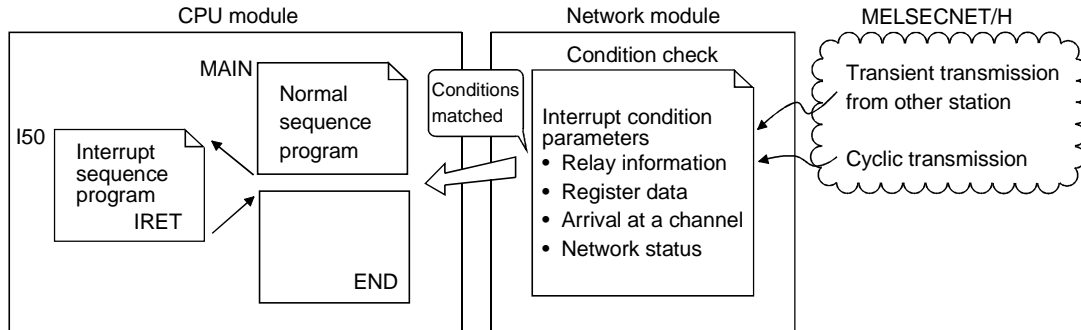 CPU module
Network module
MELSECNET/H
MAIN
Normal
sequence
program
I50
Interrupt
sequence
program
IRET
END
Conditions
matched
Condition check
Interrupt condition
parameters
• Relay information
• Register data
• Arrival at a channel
• Network status
Transient transmission
from other station
Cyclic transmission